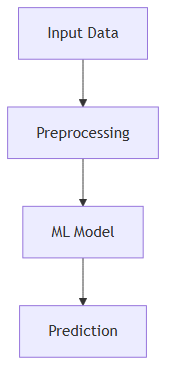 Input Data
Preprocessing
ML Model
Prediction